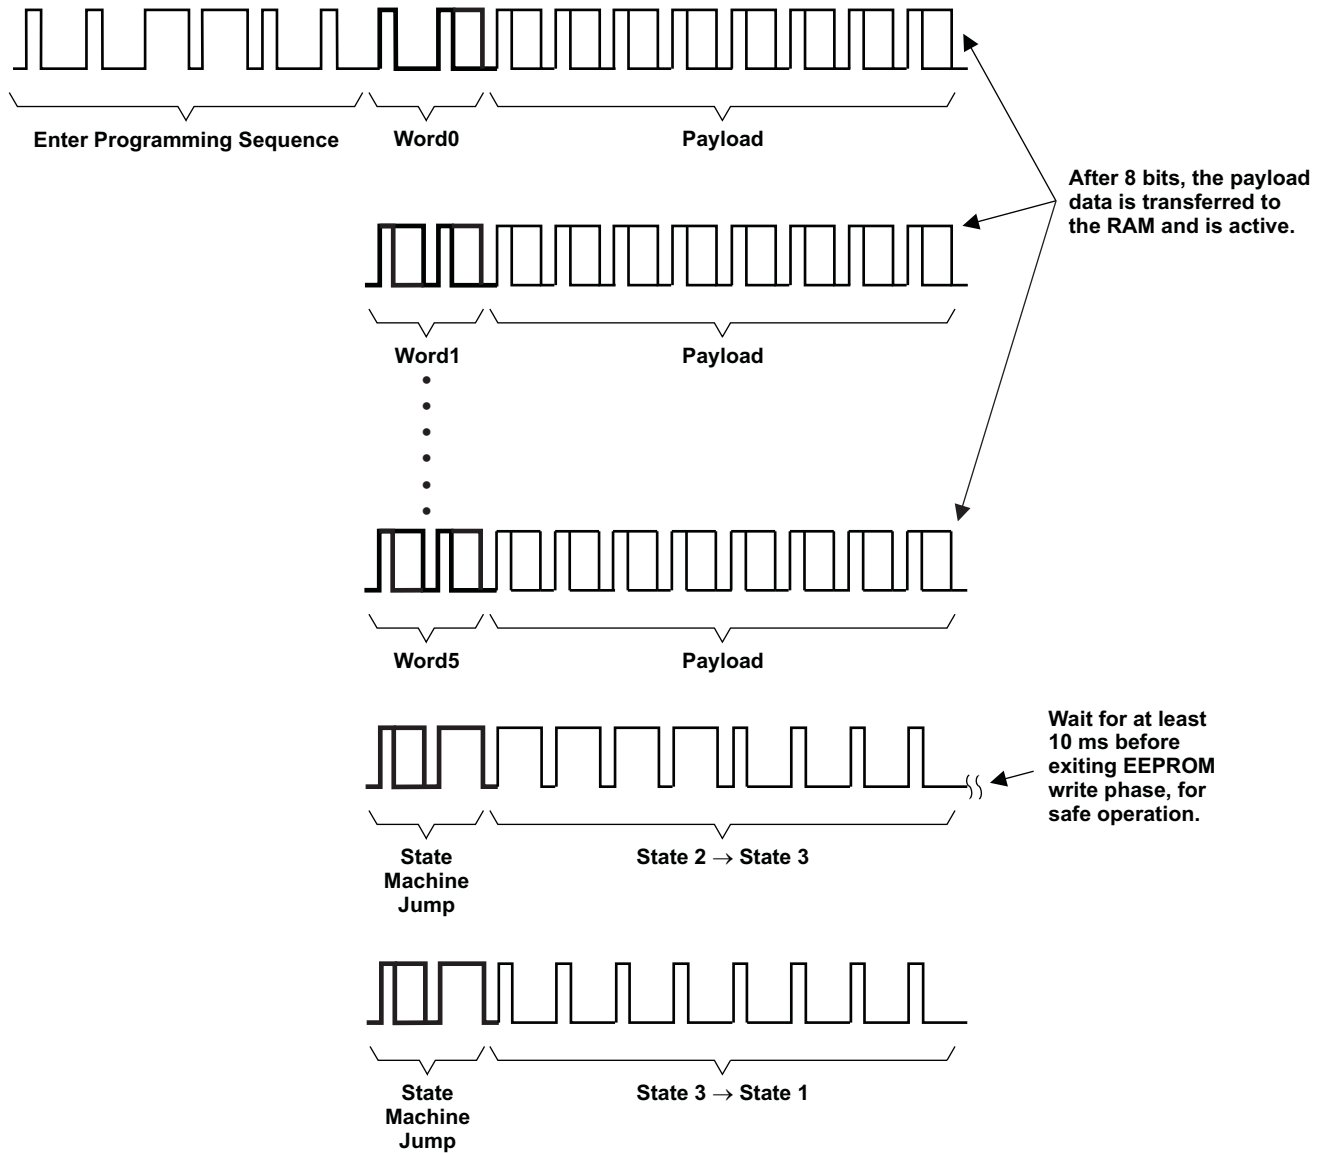 Enter Programming Sequence
Word0
Payload
After 8 bits, the payload
data is transferred to
the RAM and is active.
Word1
Payload
Word5
Payload
Wait for at least
10 ms before
exiting EEPROM
write phase, for
safe operation.
State
Machine
Jump
State 2 → State 3
State
Machine
Jump
State 3 → State 1